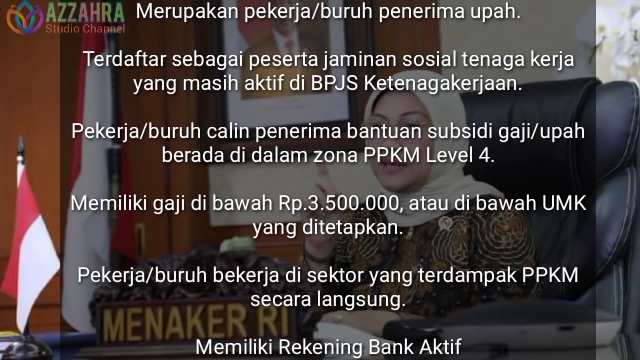 AZZAHRA
Studio Channel
Merupakan pekerja/buruh penerima upah.
Terdaftar sebagai peserta jaminan sosial tenaga kerja
yang masih aktif di BPJS Ketenagakerjaan.
Pekerja/buruh calin penerima bantuan subsidi gaji/upah
berada di dalam zona PPKM Level 4.
Memiliki gaji di bawah Rp.3.500.000, atau di bawah UMK
yang ditetapkan.
Pekerja/buruh bekerja di sektor yang terdampak PPKM
secara langsung.
MENAKER RI
Memiliki Rekening Bank Aktif